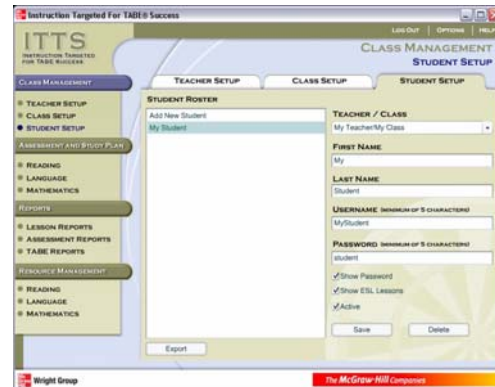 Instruction Targeted For TABE® Success
Log Out | Options | Help
ITTS
Instruction Targeted
for TABE Success
Class Management
Student Setup
Class Management
Teacher Setup
Class Setup
Student Setup
Assessment and Study Plan
Reading
Language
Mathematics
Reports
Lesson Reports
Assessment Reports
TABE Reports
Resource Management
Reading
Language
Mathematics
Teacher Setup
Class Setup
Student Setup
Student Roster
Add New Student
My Student
Export
Teacher / Class
My Teacher/My Class
First Name
My
Last Name
Student
Username (minimum of 5 characters)
MyStudent
Password (minimum of 5 characters)
student
Show Password
Show ESL Lessons
Active
Save
Delete
Wright Group
The McGraw-Hill Companies